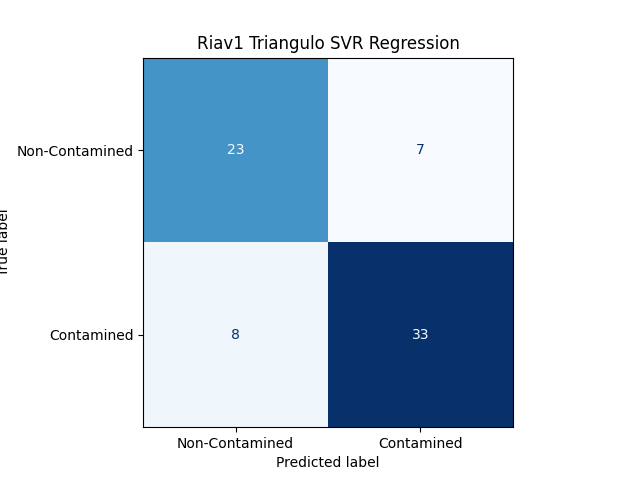 Riav1 Triangulo SVR Regression
Non-Contamined
23
7
True label
Contamined
8
33
Non-Contamined
Contamined
Predicted label